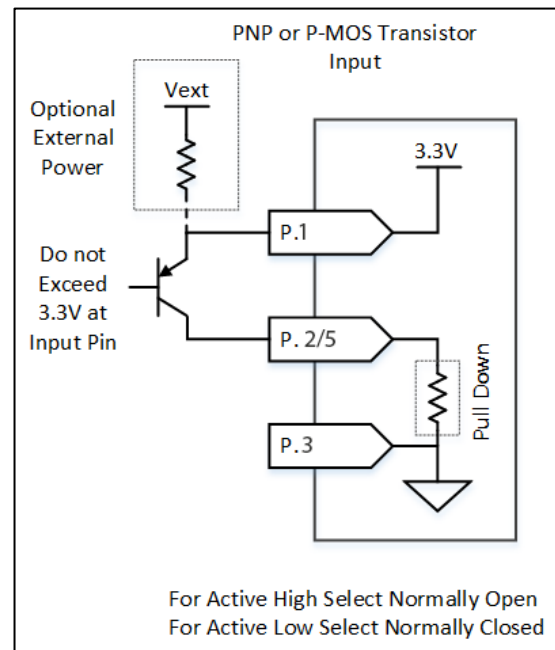 PNP or P-MOS Transistor
Input
Optional
External
Power
Vext
3.3V
P.1
Do not
Exceed
3.3V at
Input Pin
P. 2/5
Pull Down
P.3
For Active High Select Normally Open
For Active Low Select Normally Closed